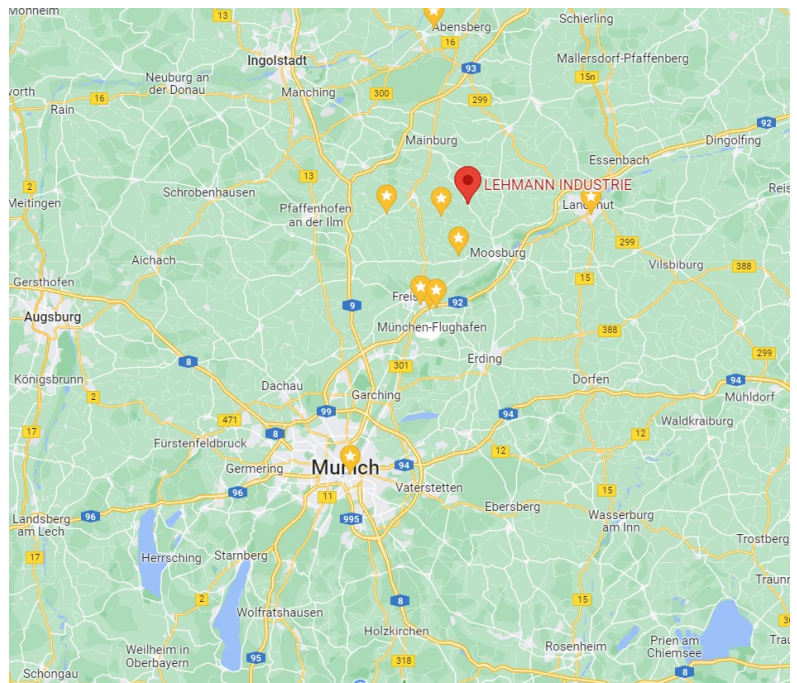 Monheim
13
Abensberg
Schierling
16
Ingolstadt
Mallersdorf-Pfaffenberg
93
15n
Neuburg an
der Donau
300
Manching
299
worth
16
Rain
92
Mainburg
Dingolfing
Essenbach
13
2
LEHMANN INDUSTRIE
Reis
Schrobenhausen
Meitingen
Pfaffenhofen
an der Ilm
299
Moosburg
Aichach
Vilsbiburg
388
Gersthofen
15
9
92
Augsburg
München-Flughafen
388
8
301
Erding
299
Königsbrunn
Dorfen
94
Dachau
Garching
2
Mühldorf
99
94
471
Waldkraiburg
17
8
12
12
Fürstenfeldbruck
Germering
Munich
94
96
11
Vaterstetten
15
Ebersberg
96
995
Wasserburg
am Inn
Landsberg
am Lech
Trostberg
17
Herrsching
Starnberg
2
8
15
Wolfratshausen
Holzkirchen
Weilheim in
Oberbayern
Rosenheim
Prien am
Chiemsee
95
318
8
Schongau